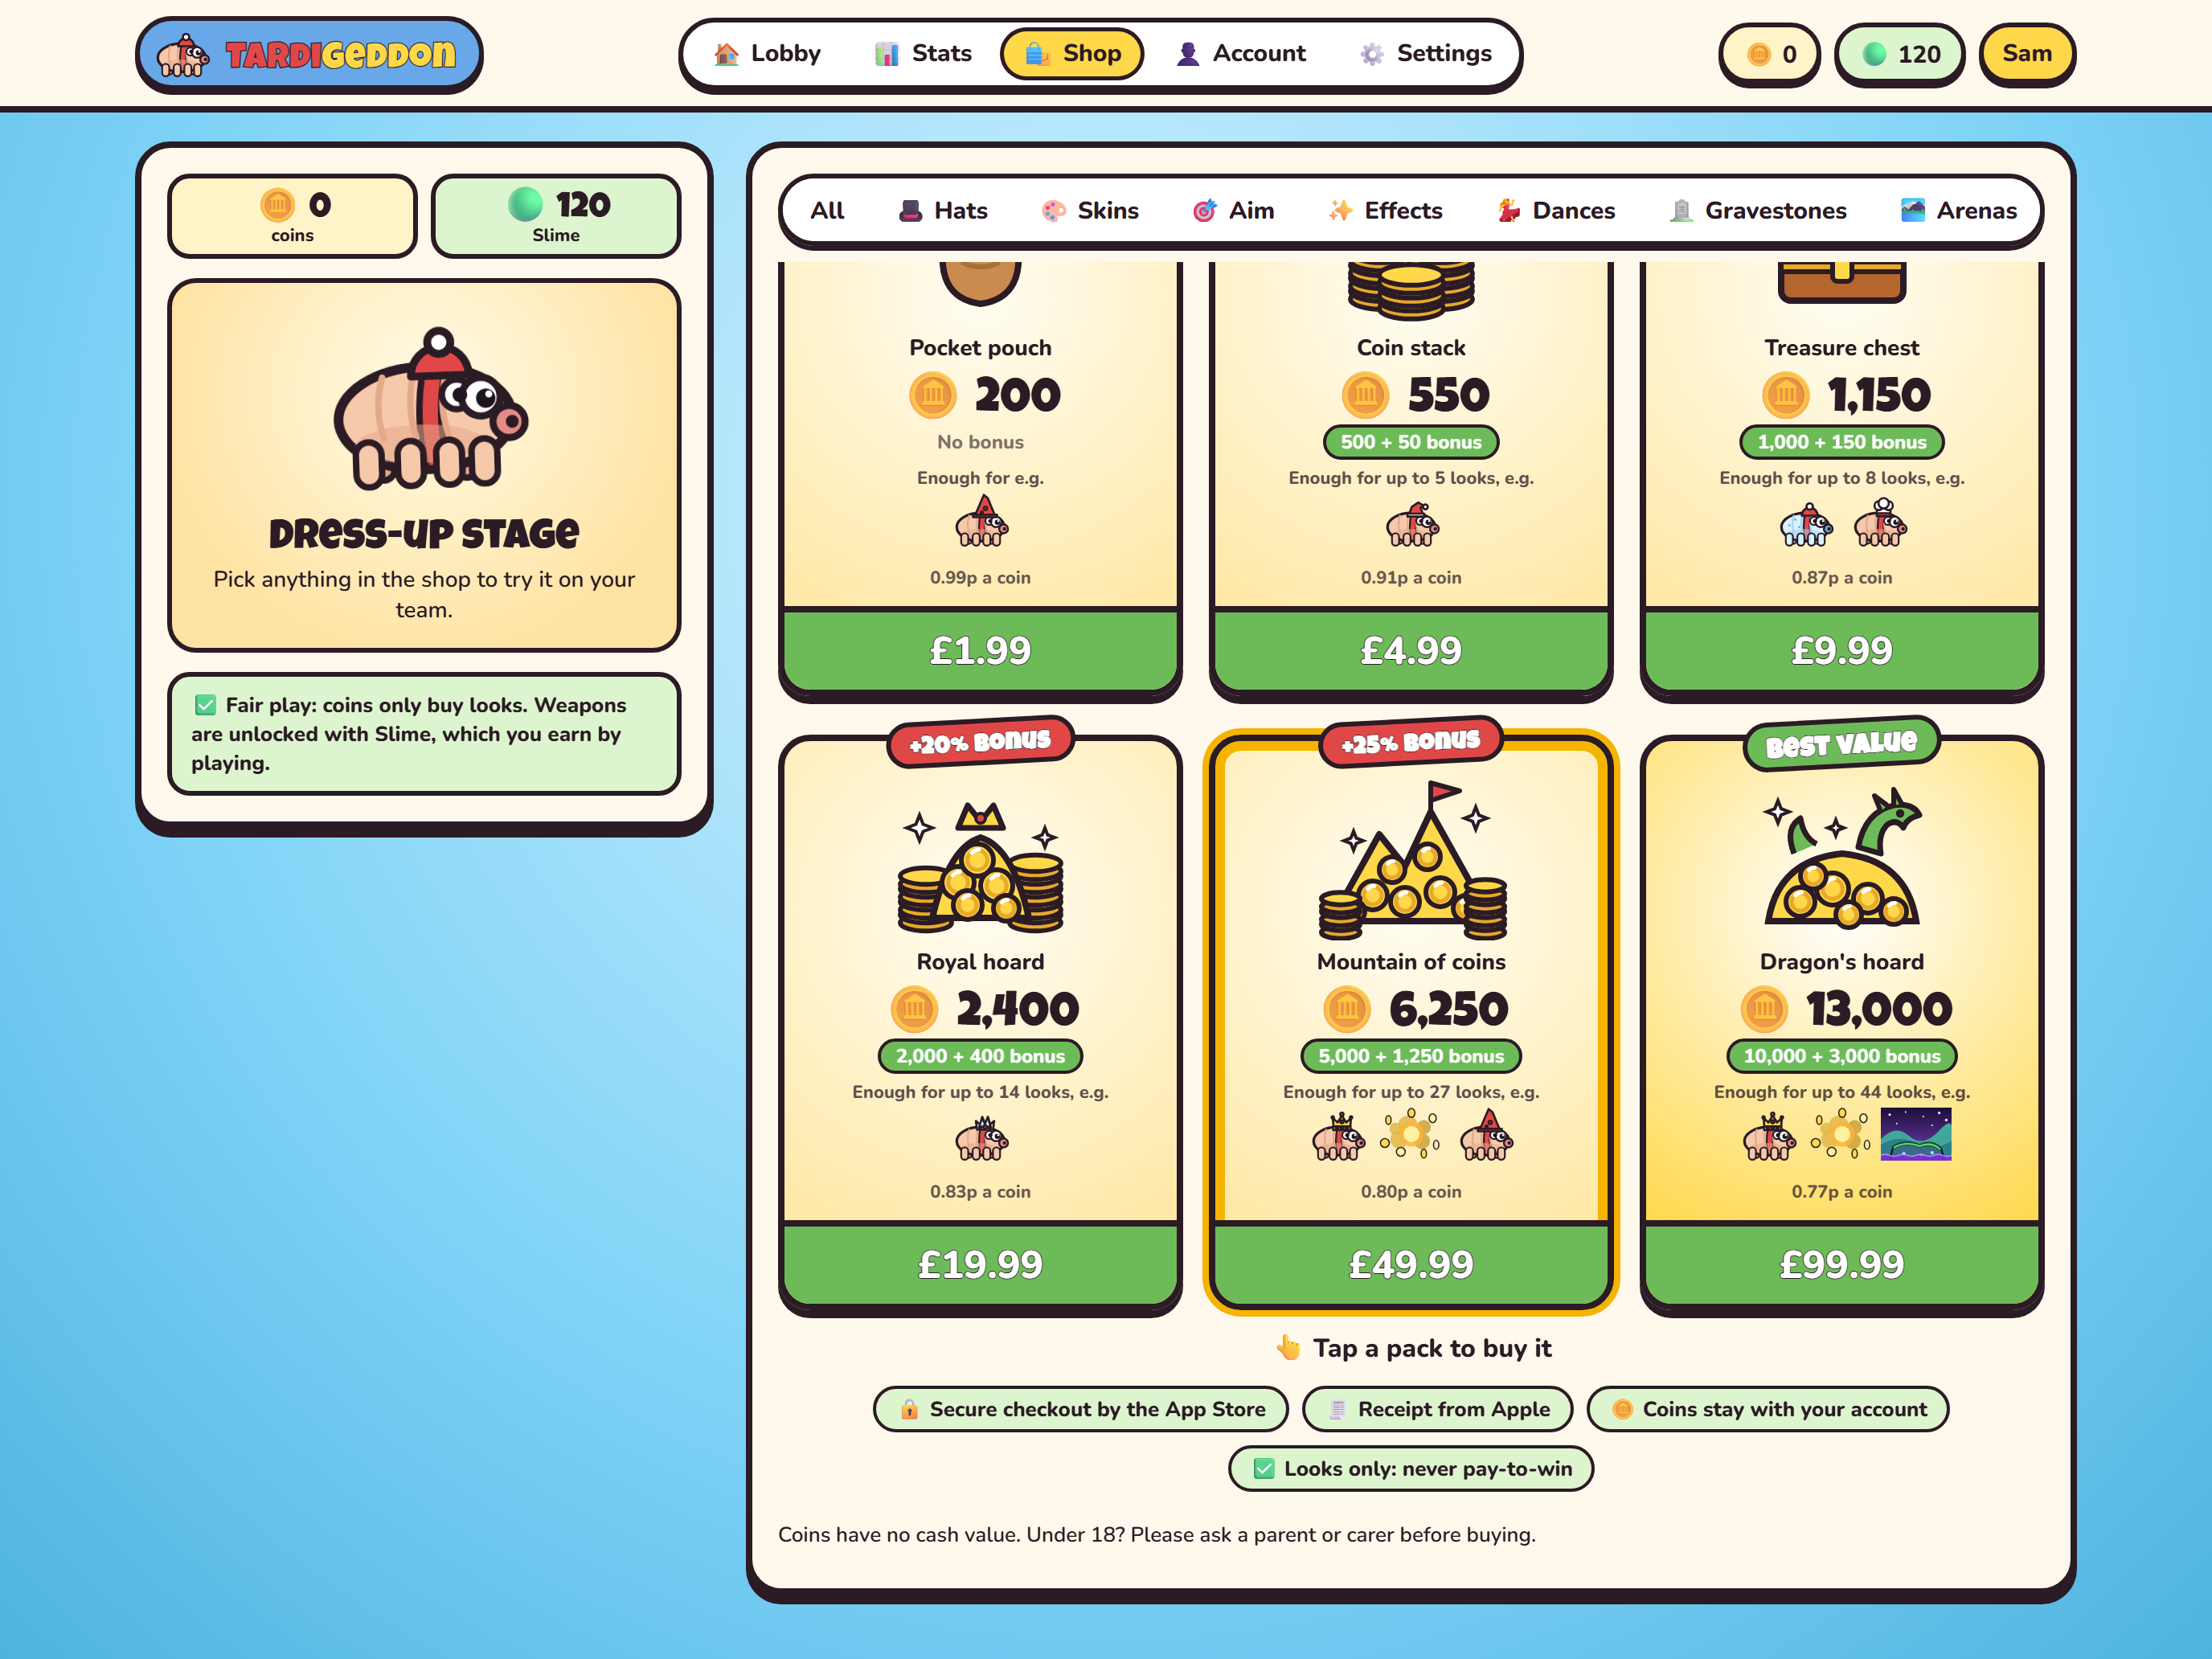 TARDIGEDDON
Lobby
Stats
Shop
Account
Settings
0
120
Sam
0
coins
120
Slime
DRESS-UP STAGE
Pick anything in the shop to try it on your
team.
Fair play: coins only buy looks. Weapons
are unlocked with Slime, which you earn by
playing.
All
Hats
Skins
Aim
Effects
Dances
Gravestones
Arenas
Pocket pouch
200
No bonus
Enough for e.g.
0.99p a coin
£1.99
Coin stack
550
500 + 50 bonus
Enough for up to 5 looks, e.g.
0.91p a coin
£4.99
Treasure chest
1,150
1,000 + 150 bonus
Enough for up to 8 looks, e.g.
0.87p a coin
£9.99
+20% BONUS
Royal hoard
2,400
2,000 + 400 bonus
Enough for up to 14 looks, e.g.
0.83p a coin
£19.99
+25% BONUS
Mountain of coins
6,250
5,000 + 1,250 bonus
Enough for up to 27 looks, e.g.
0.80p a coin
£49.99
BEST VALUE
Dragon's hoard
13,000
10,000 + 3,000 bonus
Enough for up to 44 looks, e.g.
0.77p a coin
£99.99
Tap a pack to buy it
Secure checkout by the App Store
Receipt from Apple
Coins stay with your account
Looks only: never pay-to-win
Coins have no cash value. Under 18? Please ask a parent or carer before buying.